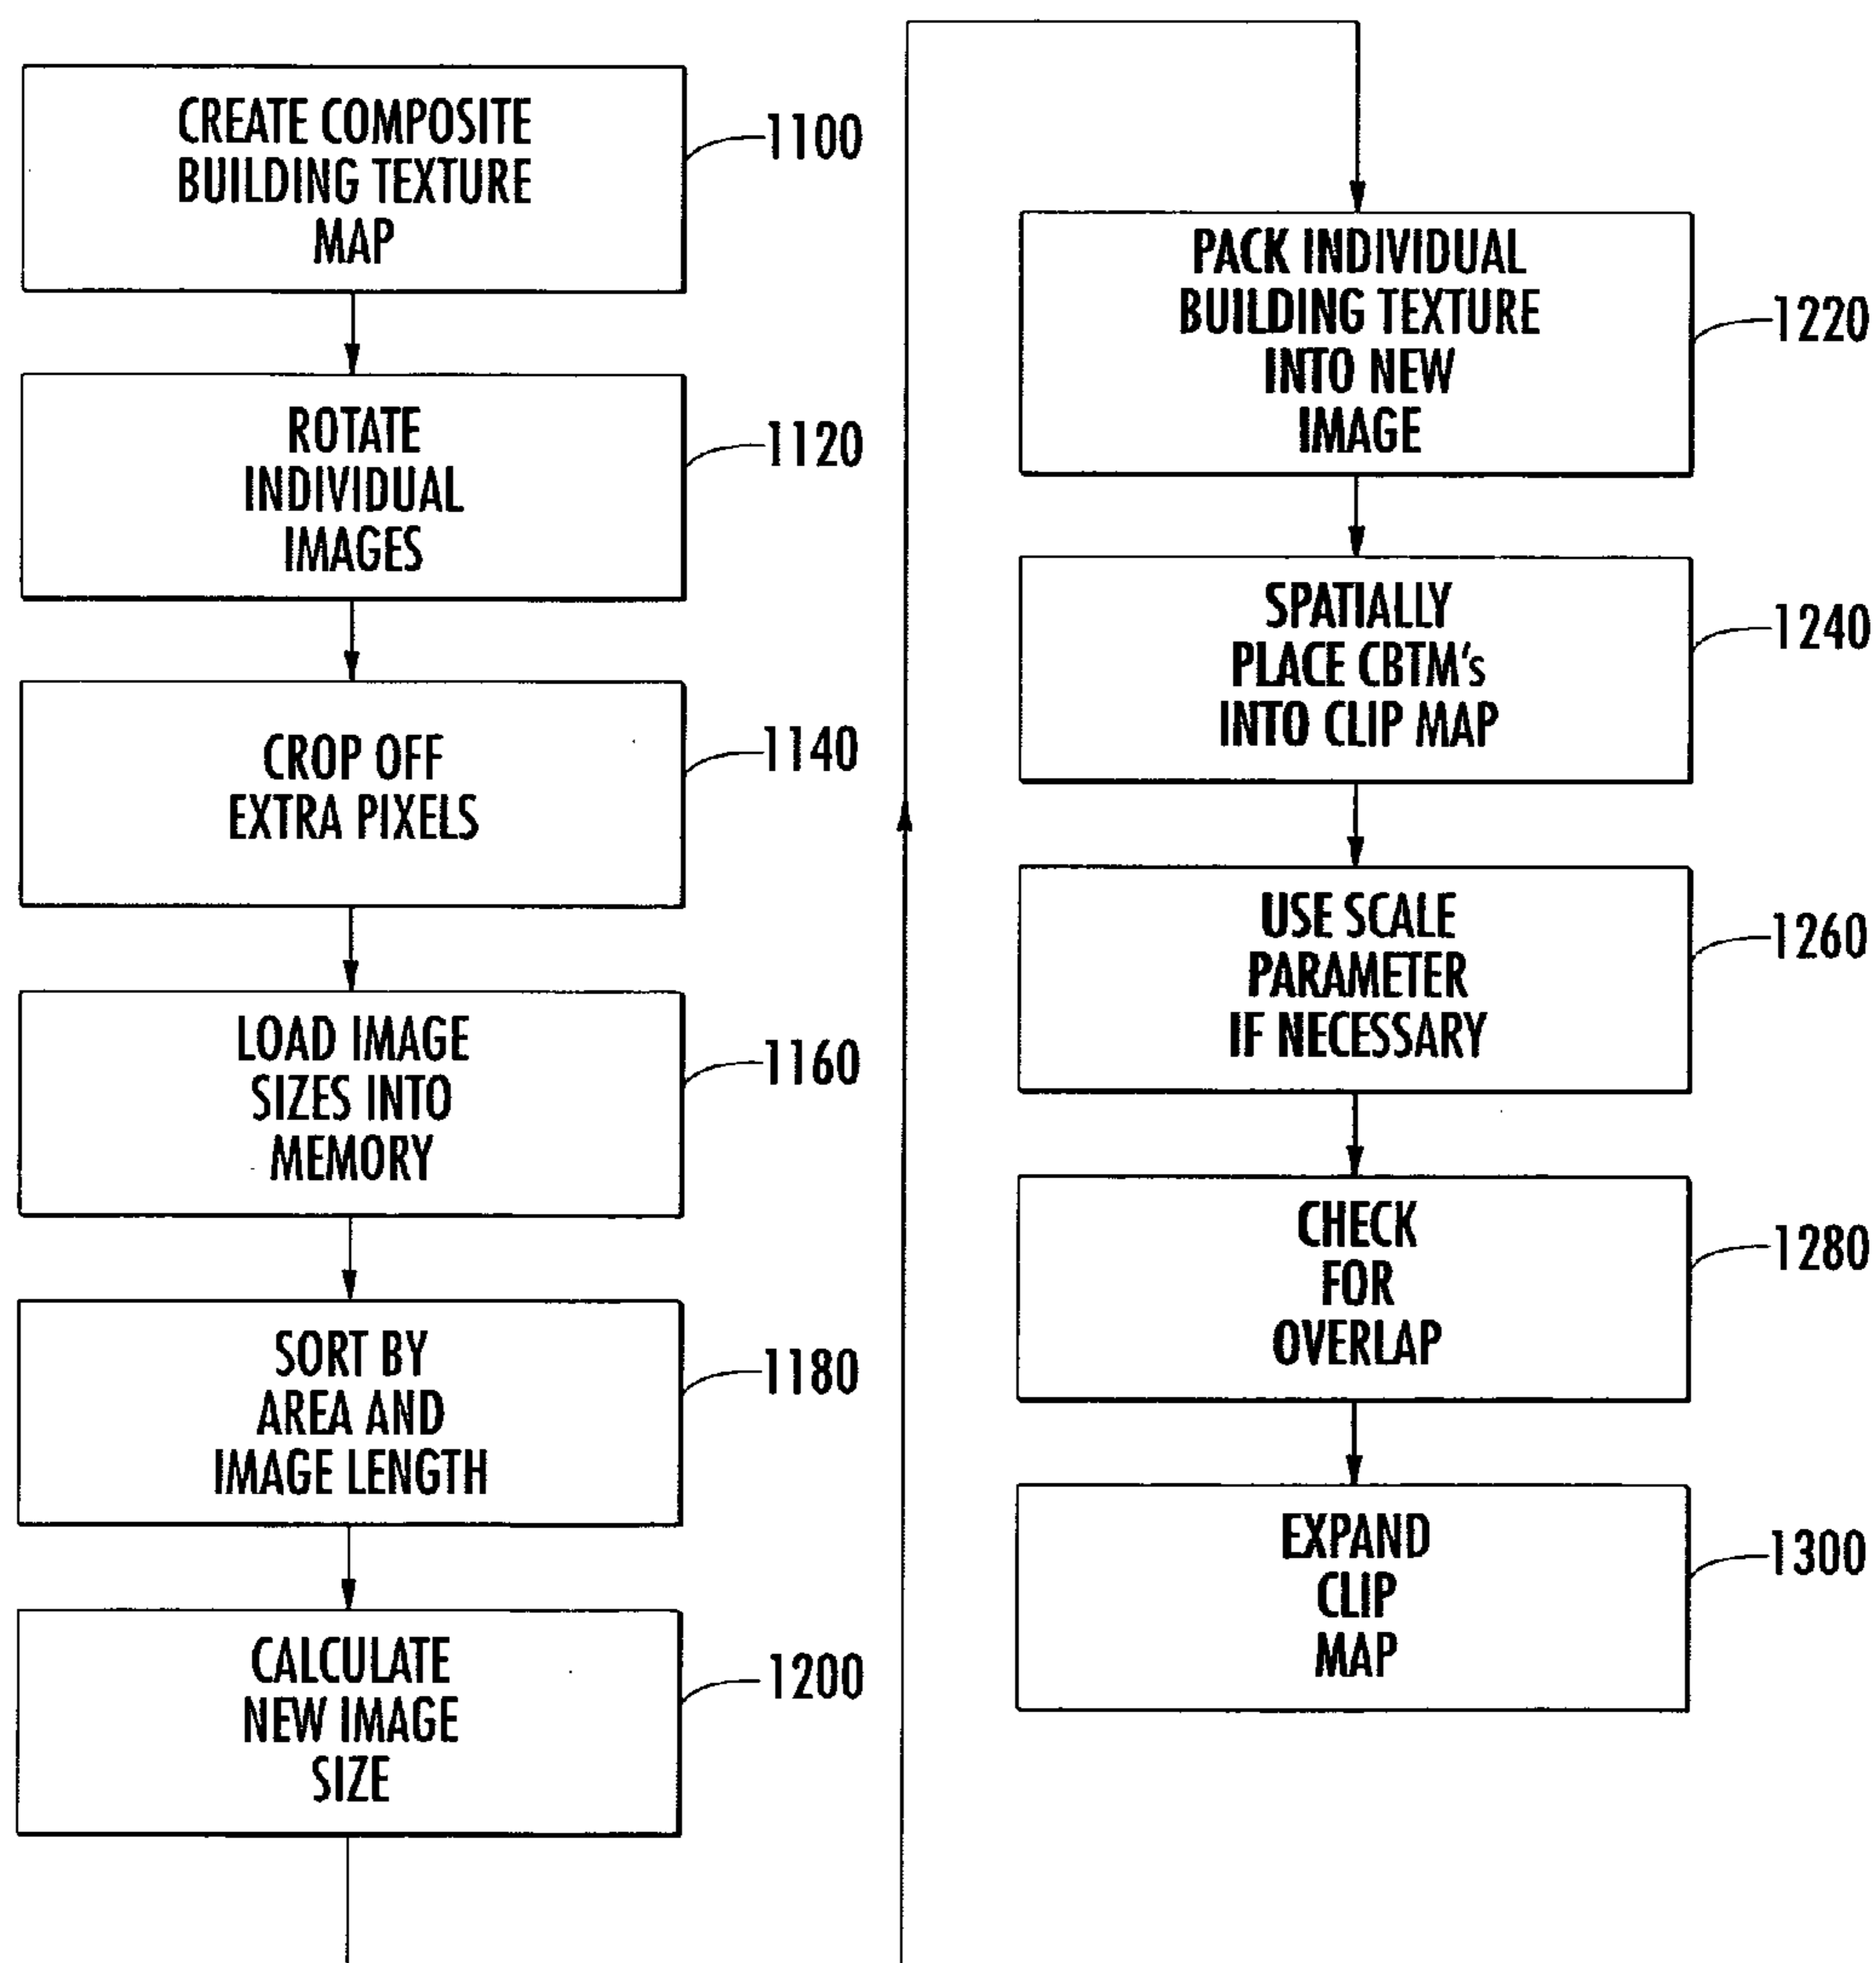 CREATE COMPOSITE
BUILDING TEXTURE
MAP
1100
ROTATE
INDIVIDUAL
IMAGES
1120
CROP OFF
EXTRA PIXELS
1140
LOAD IMAGE
SIZES INTO
MEMORY
1160
SORT BY
AREA AND
IMAGE LENGTH
1180
CALCULATE
NEW IMAGE
SIZE
1200
PACK INDIVIDUAL
BUILDING TEXTURE
INTO NEW
IMAGE
1220
SPATIALLY
PLACE CBTM's
INTO CLIP MAP
1240
USE SCALE
PARAMETER
IF NECESSARY
1260
CHECK
FOR
OVERLAP
1280
EXPAND
CLIP
MAP
1300